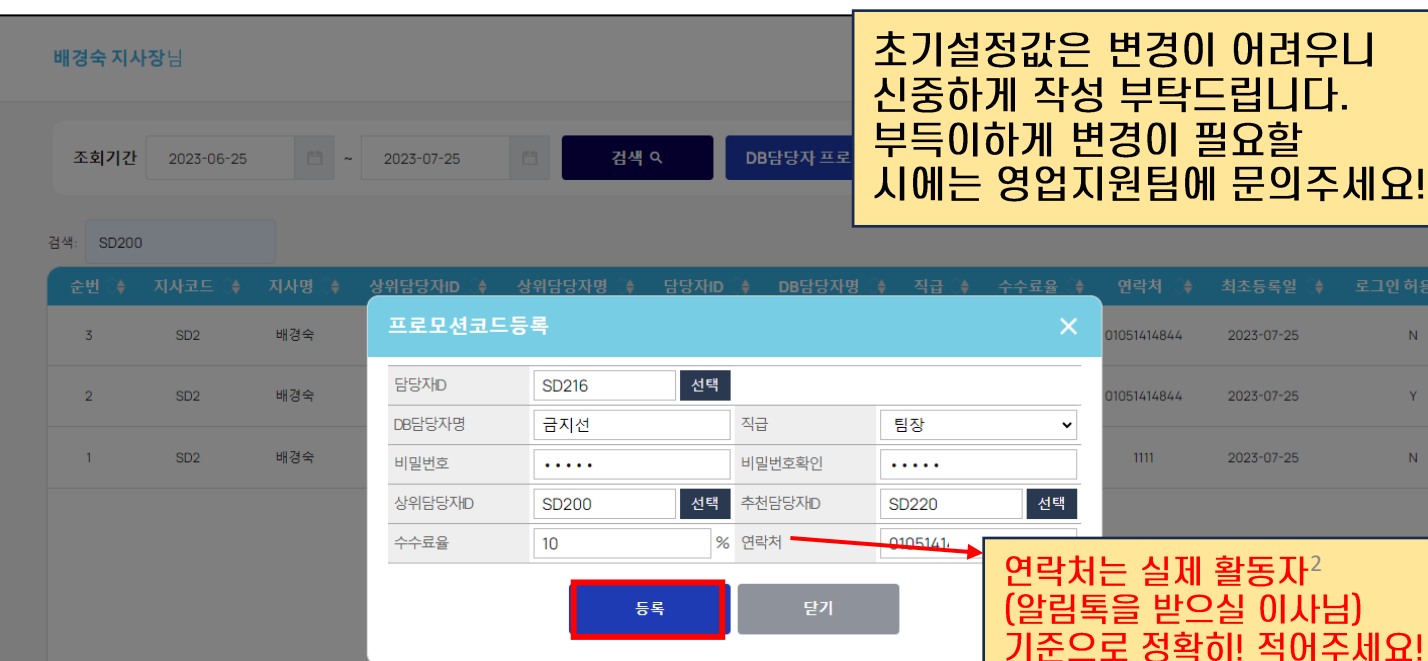 배경숙 지사장님
초기설정값은 변경이 어려우니
신중하게 작성 부탁드립니다.
부득이하게 변경이 필요할
시에는 영업지원팀에 문의주세요!
조회기간 2023-06-25 ~ 2023-07-25 검색 DB담당자 프로
검색: SD200
순번 지사코드 지사명 상위담당자ID 상위담당자명 담당자ID DB담당자명 직급 수수료율 연락처 최초등록일 로그인 허용
3 SD2 배경숙 01051414844 2023-07-25 N
2 SD2 배경숙 01051414844 2023-07-25 Y
1 SD2 배경숙 1111 2023-07-25 N
프로모션코드등록
담당자ID SD216 선택
DB담당자명 금지선 직급 팀장
비밀번호 ••••• 비밀번호확인 •••••
상위담당자ID SD200 선택 추천담당자ID SD220 선택
수수료율 10 % 연락처 0105141
등록 닫기
연락처는 실제 활동자2
(알림톡을 받으실 이사님)
기준으로 정확히! 적어주세요!